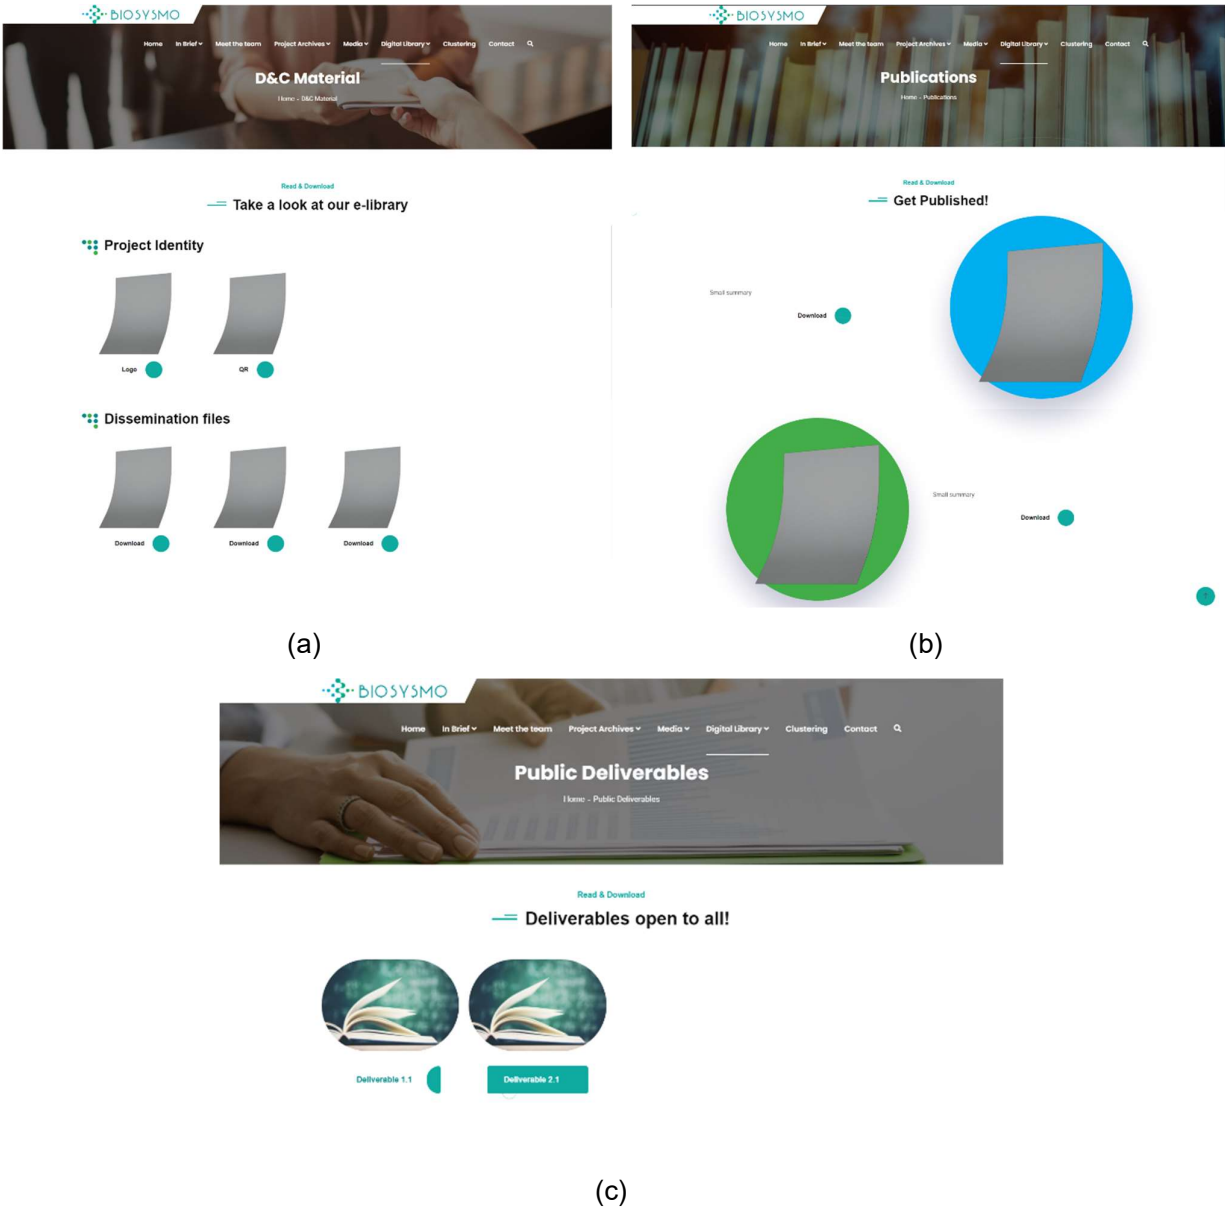 BIOSYSMO
Home In Brief Meet the team Project Archives Media Digital Library Clustering Contact
D&C Material
Home - D&C Material
Read & Download
Take a look at our e-library
Project Identity
Logo QR
Dissemination files
Download Download Download
(a)
BIOSYSMO
Home In Brief Meet the team Project Archives Media Digital Library Clustering Contact
Publications
Home - Publications
Read & Download
Get Published!
Small summary
Download
Small summary
Download
(b)
BIOSYSMO
Home In Brief Meet the team Project Archives Media Digital Library Clustering Contact
Public Deliverables
Home - Public Deliverables
Read & Download
Deliverables open to all!
Deliverable 1.1 Deliverable 2.1
(c)